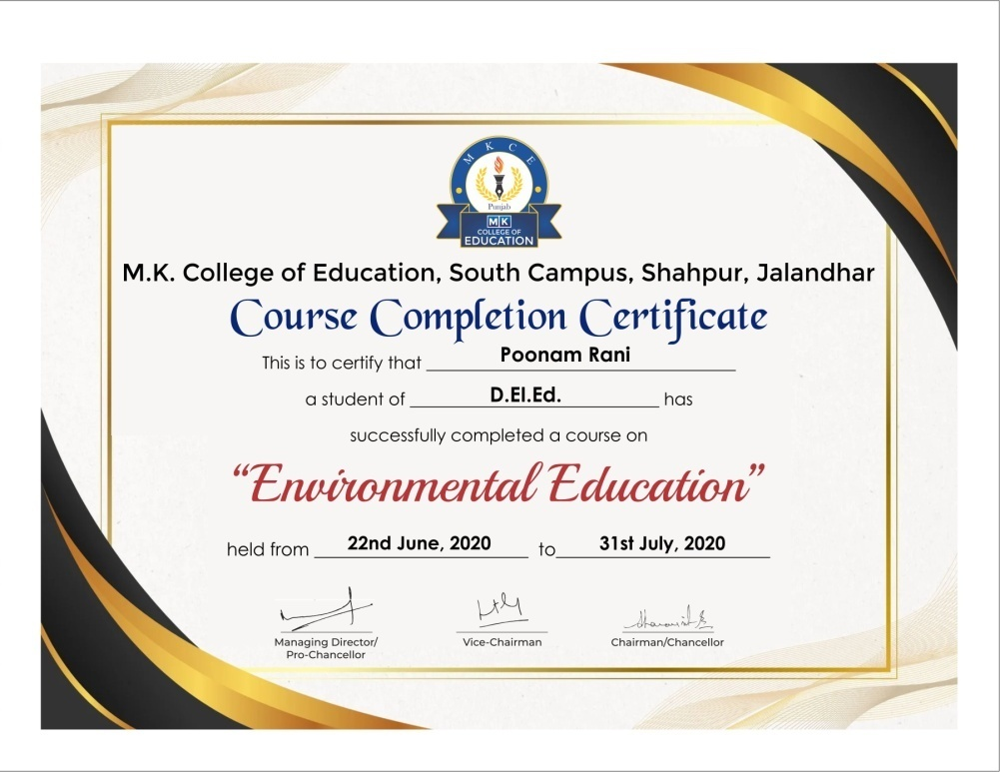 M K C E
Punjab
MK
COLLEGE OF
EDUCATION
M.K. College of Education, South Campus, Shahpur, Jalandhar
Course Completion Certificate
This is to certify that Poonam Rani
a student of D.El.Ed. has
successfully completed a course on
“Environmental Education”
held from 22nd June, 2020 to 31st July, 2020
Managing Director/ Vice-Chairman Chairman/Chancellor
Pro-Chancellor